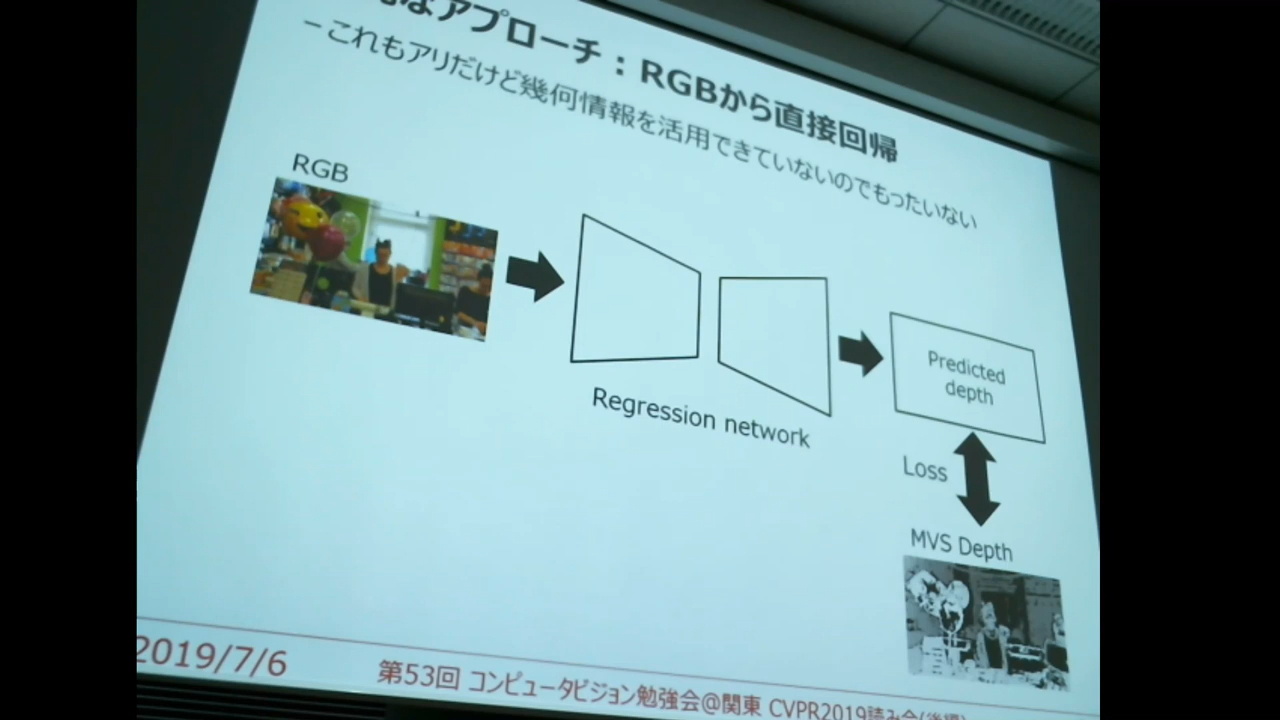 なアプローチ：RGBから直接回帰
－これもアリだけど幾何情報を活用できていないのでもったいない
RGB
Regression network
Predicted
depth
Loss
MVS Depth
2019/7/6
第53回 コンピュータビジョン勉強会@関東 CVPR2019読み会(後編)